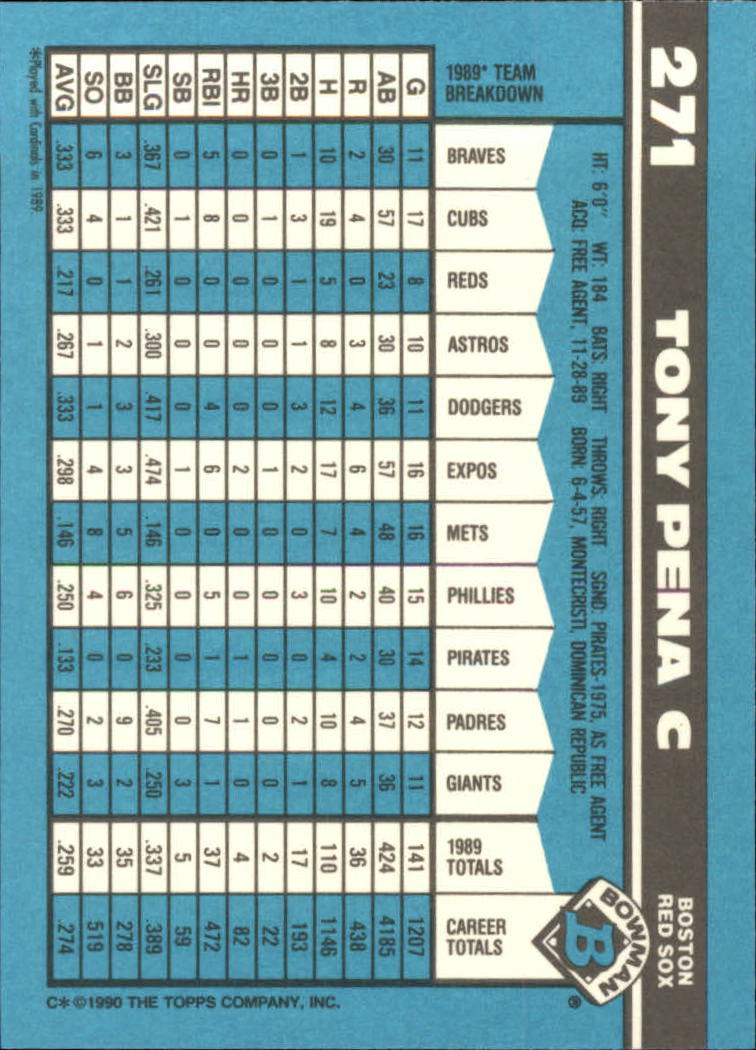 271 TONY PENA C BOSTON RED SOX
HT: 6'0" WT: 184 BATS: RIGHT THROWS: RIGHT SGND: PIRATES-1975, AS FREE AGENT
ACQ: FREE AGENT, 11-28-89 BORN: 6-4-57, MONTECRISTI, DOMINICAN REPUBLIC
BOWMAN
B
1989* TEAM BREAKDOWN G AB R H 2B 3B HR RBI SB SLG BB SO AVG
BRAVES 11 30 2 10 1 0 0 5 0 .367 3 6 .333
CUBS 17 57 4 19 3 1 0 8 1 .421 1 4 .333
REDS 8 23 0 5 1 0 0 0 0 .261 1 0 .217
ASTROS 10 30 3 8 1 0 0 0 0 .300 2 1 .267
DODGERS 11 36 4 12 3 0 0 4 0 .417 3 1 .333
EXPOS 16 57 6 17 2 1 2 6 1 .474 3 4 .298
METS 16 48 4 7 0 0 0 0 0 .146 5 8 .146
PHILLIES 15 40 2 10 3 0 0 5 0 .325 6 4 .250
PIRATES 14 30 2 4 0 0 1 1 0 .233 0 0 .133
PADRES 12 37 4 10 2 0 1 7 0 .405 9 2 .270
GIANTS 11 36 5 8 1 0 0 1 3 .250 2 3 .222
1989 TOTALS 141 424 36 110 17 2 4 37 5 .337 35 33 .259
CAREER TOTALS 1207 4185 438 1146 193 22 82 472 59 .389 278 519 .274
*Played with Cardinals in 1989
C* ©1990 THE TOPPS COMPANY, INC. ®